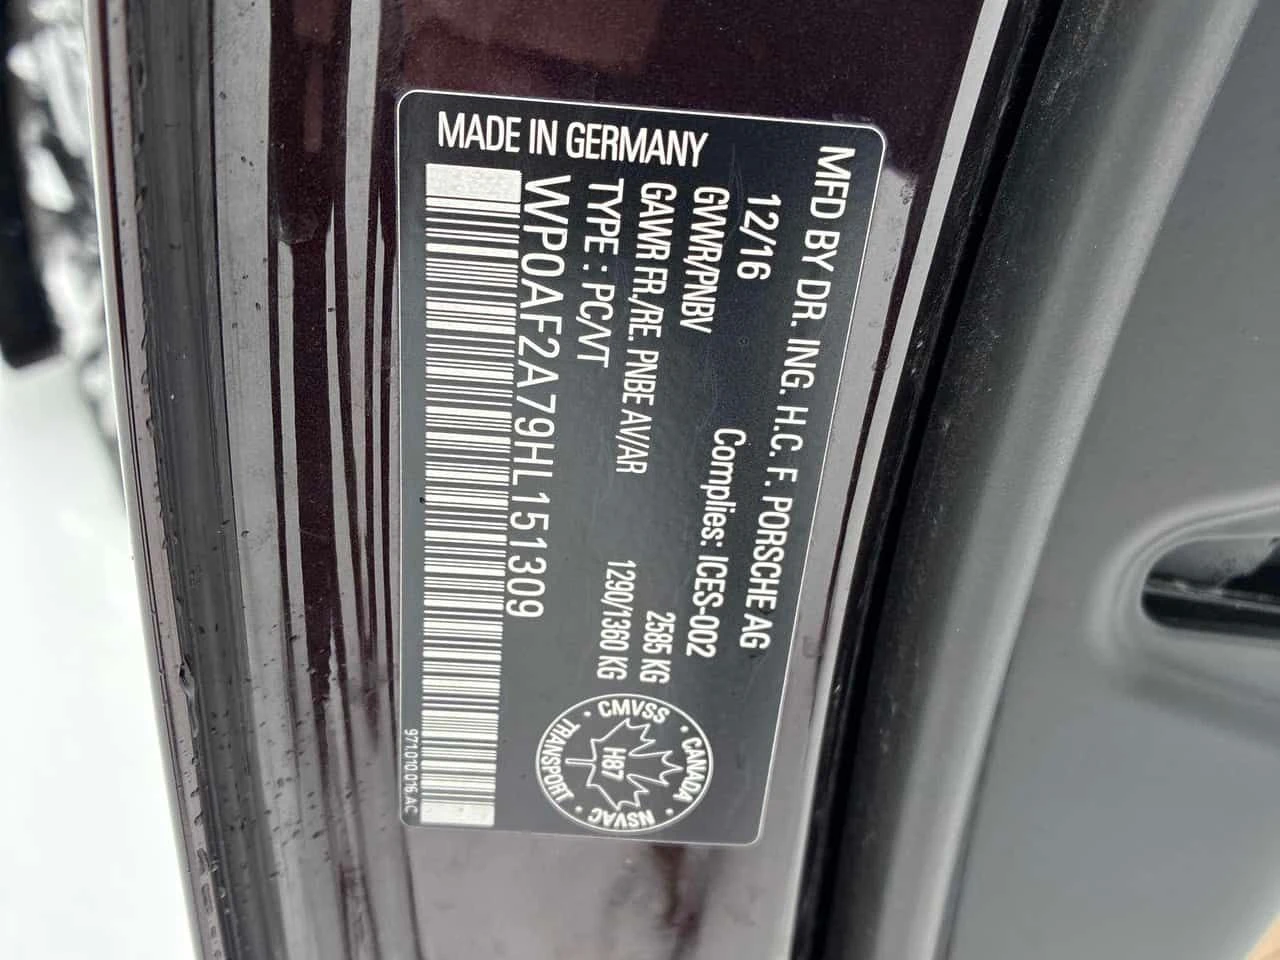 MFD BY DR. ING. H.C. F. PORSCHE AG
12/16 Complies: ICES-002
GVWR/PNBV 2585 KG
GAWR FR./RE. PNBE AV/AR 1290/1360 KG
TYPE : PC/VT
WP0AF2A79HL151309
MADE IN GERMANY
CMVSS · CANADA · NSVAC · TRANSPORT ·
H87
971.010.016.AC